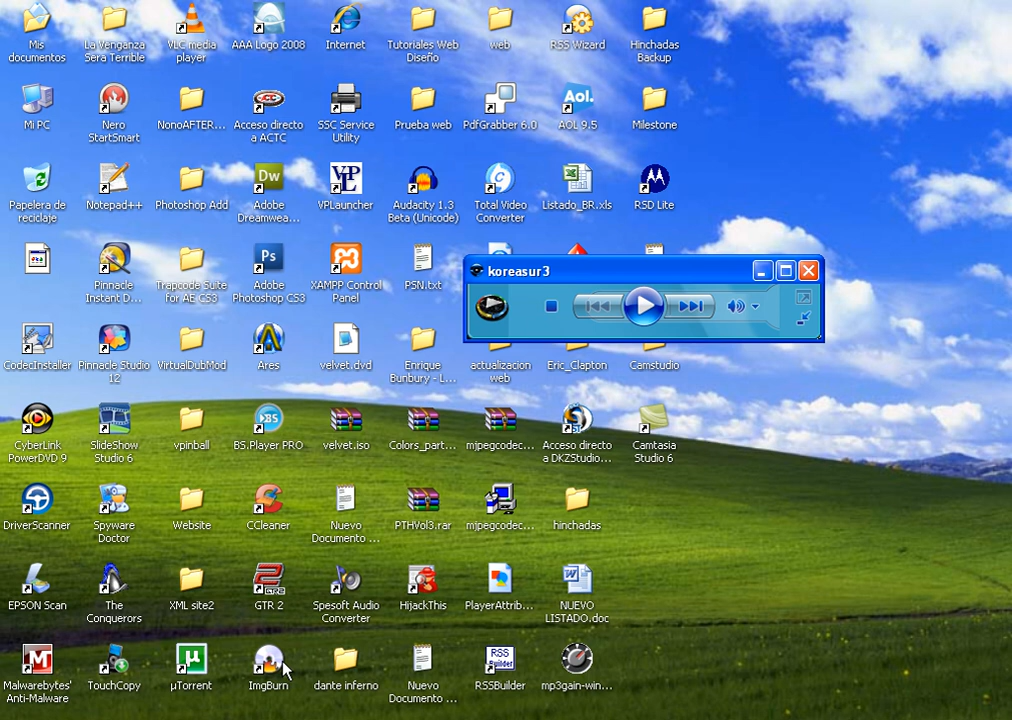 Mis documentos
La Venganza Sera Terrible
VLC media player
AAA Logo 2008
Internet
Tutoriales Web Diseño
web
RSS Wizard
Hinchadas Backup
Mi PC
Nero StartSmart
NonoAFTER...
Acceso directo a ACTC
SSC Service Utility
Prueba web
PdfGrabber 6.0
AOL 9.5
Milestone
Papelera de reciclaje
Notepad++
Photoshop Add
Adobe Dreamwea...
VPLauncher
Audacity 1.3 Beta (Unicode)
Total Video Converter
Listado_BR.xls
RSD Lite
koreasur3
Pinnacle Instant D...
Trapcode Suite for AE CS3
Adobe Photoshop CS3
XAMPP Control Panel
PSN.txt
CodecInstaller
Pinnacle Studio 12
VirtualDubMod
Ares
velvet.dvd
Enrique Bunbury - L...
actualizacion web
Eric_Clapton
Camstudio
CyberLink PowerDVD 9
SlideShow Studio 6
vpinball
BS.Player PRO
velvet.iso
Colors_part...
mjpegcodec...
Acceso directo a DKZStudio...
Camtasia Studio 6
DriverScanner
Spyware Doctor
Website
CCleaner
Nuevo Documento ...
PTHVol3.rar
mjpegcodec...
hinchadas
EPSON Scan
The Conquerors
XML site2
GTR 2
Spesoft Audio Converter
HijackThis
PlayerAttrib...
NUEVO LISTADO.doc
Malwarebytes' Anti-Malware
TouchCopy
µTorrent
ImgBurn
dante inferno
Nuevo Documento ...
RSSBuilder
mp3gain-win...